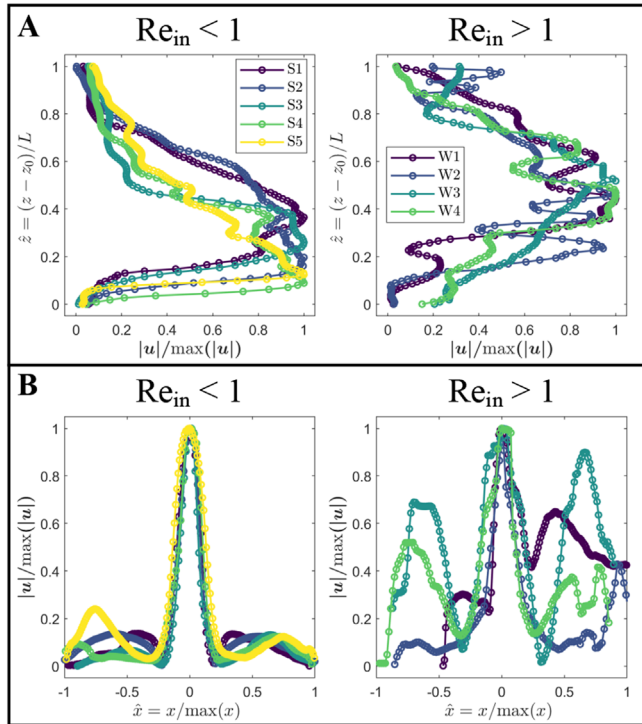 A
Re_in < 1
Re_in > 1
ẑ = (z − z₀)/L
1
0.8
0.6
0.4
0.2
0
0 0.2 0.4 0.6 0.8 1
|u|/max(|u|)
S1
S2
S3
S4
S5
ẑ = (z − z₀)/L
1
0.8
0.6
0.4
0.2
0
0 0.2 0.4 0.6 0.8 1
|u|/max(|u|)
W1
W2
W3
W4
B
Re_in < 1
Re_in > 1
|u|/max(|u|)
1
0.8
0.6
0.4
0.2
0
-1 -0.5 0 0.5 1
x̂ = x/max(x)
|u|/max(|u|)
1
0.8
0.6
0.4
0.2
0
-1 -0.5 0 0.5 1
x̂ = x/max(x)